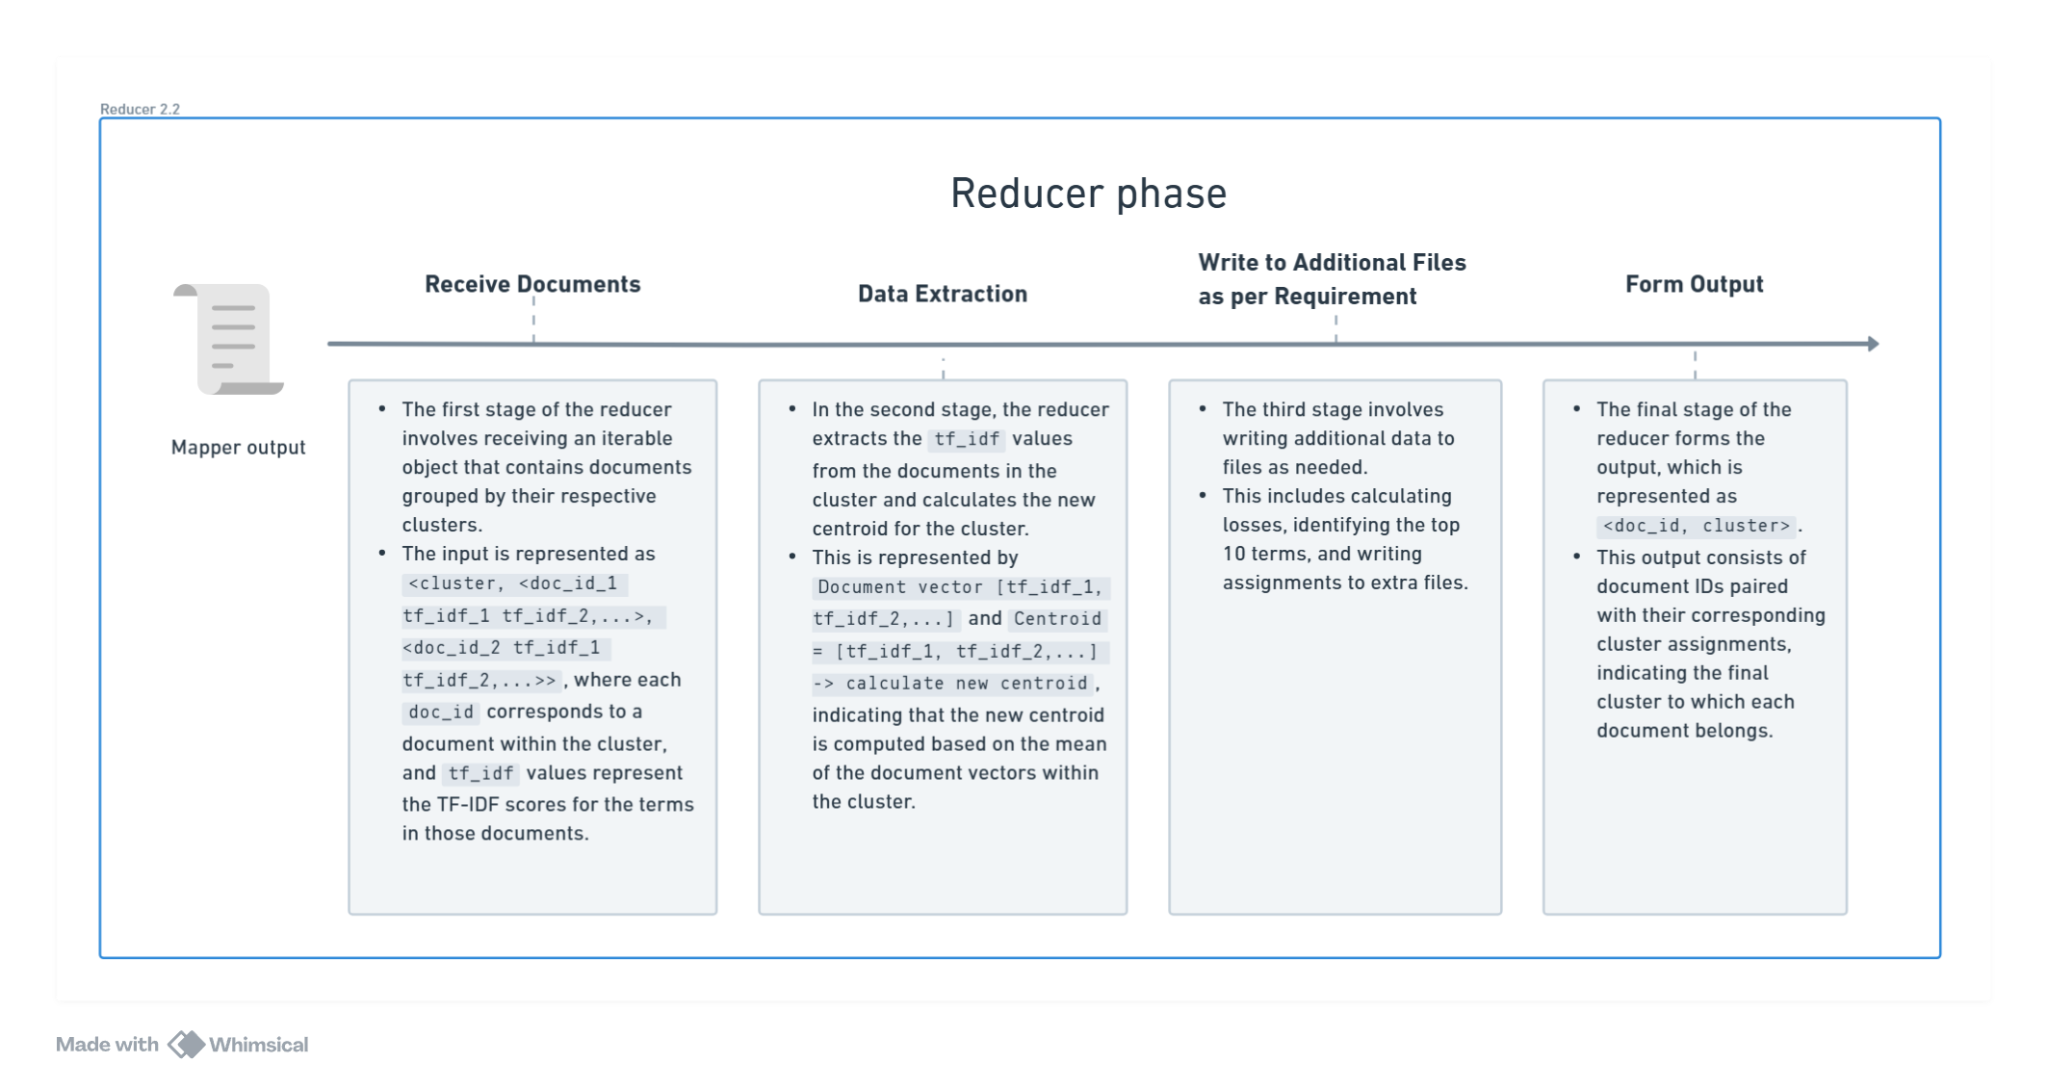 Reducer 2.2
Reducer phase
Mapper output
Receive Documents
• The first stage of the reducer
involves receiving an iterable
object that contains documents
grouped by their respective
clusters.
• The input is represented as
<cluster, <doc_id_1
tf_idf_1 tf_idf_2,...>,
<doc_id_2 tf_idf_1
tf_idf_2,...>>, where each
doc_id corresponds to a
document within the cluster,
and tf_idf values represent
the TF-IDF scores for the terms
in those documents.
Data Extraction
• In the second stage, the reducer
extracts the tf_idf values
from the documents in the
cluster and calculates the new
centroid for the cluster.
• This is represented by
Document vector [tf_idf_1,
tf_idf_2,...] and Centroid
= [tf_idf_1, tf_idf_2,...]
-> calculate new centroid,
indicating that the new centroid
is computed based on the mean
of the document vectors within
the cluster.
Write to Additional Files
as per Requirement
• The third stage involves
writing additional data to
files as needed.
• This includes calculating
losses, identifying the top
10 terms, and writing
assignments to extra files.
Form Output
• The final stage of the
reducer forms the
output, which is
represented as
<doc_id, cluster>.
• This output consists of
document IDs paired
with their corresponding
cluster assignments,
indicating the final
cluster to which each
document belongs.
Made with Whimsical